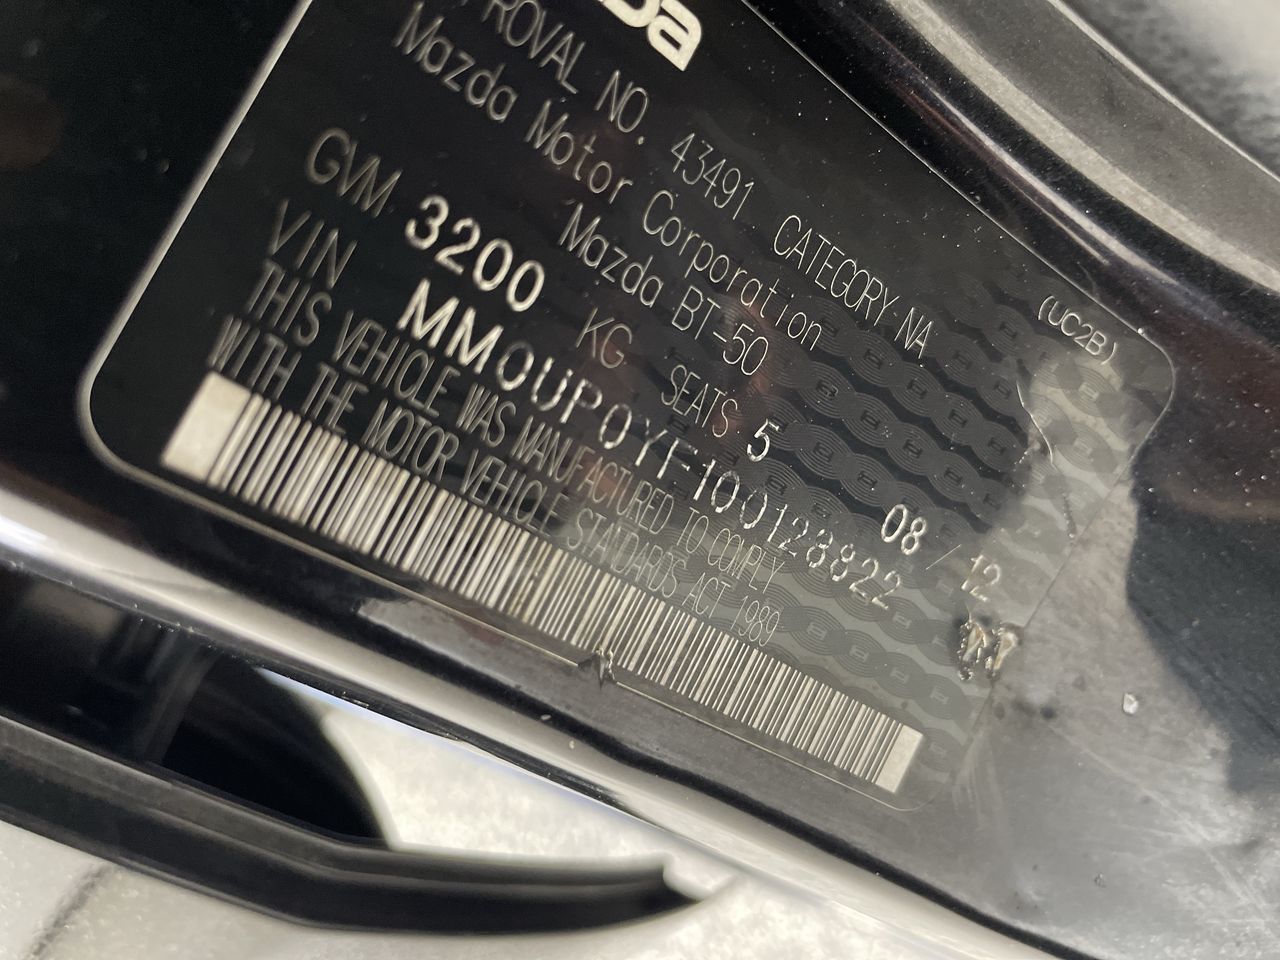 ROVAL NO. 43491 CATEGORY-NA (UC2B)
Mazda Motor Corporation
Mazda BT-50 08/12
GVM 3200 KG SEATS 5
VIN MM0UP0YF100128822
THIS VEHICLE WAS MANUFACTURED TO COMPLY
WITH THE MOTOR VEHICLE STANDARDS ACT 1989